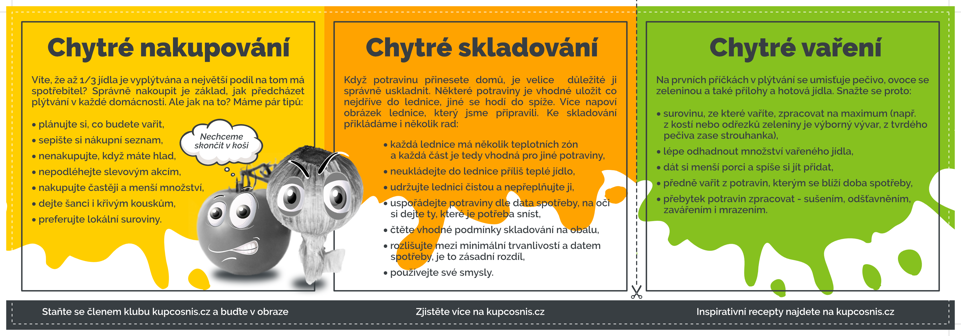 Chytré nakupování
Víte, že až 1/3 jídla je vyplýtvána a největší podíl na tom má
spotřebitel? Správně nakoupit je základ, jak předcházet
plýtvání v každé domácnosti. Ale jak na to? Máme pár tipů:
• plánujte si, co budete vařit,
• sepište si nákupní seznam,
• nenakupujte, když máte hlad,
• nepodléhejte slevovým akcím,
• nakupujte častěji a menší množství,
• dejte šanci i křivým kouskům,
• preferujte lokální suroviny.
Nechceme
skončit v koši
Chytré skladování
Když potravinu přinesete domů, je velice důležité ji
správně uskladnit. Některé potraviny je vhodné uložit co
nejdříve do lednice, jiné se hodí do spíže. Více napoví
obrázek lednice, který jsme připravili. Ke skladování
přikládáme i několik rad:
• každá lednice má několik teplotních zón
a každá část je tedy vhodná pro jiné potraviny,
• neukládejte do lednice příliš teplé jídlo,
• udržujte lednici čistou a nepřeplňujte ji,
• uspořádejte potraviny dle data spotřeby, na oči
si dejte ty, které je potřeba sníst,
• čtěte vhodné podmínky skladování na obalu,
• rozlišujte mezi minimální trvanlivostí a datem
spotřeby, je to zásadní rozdíl,
• používejte své smysly.
Chytré vaření
Na prvních příčkách v plýtvání se umisťuje pečivo, ovoce se
zeleninou a také přílohy a hotová jídla. Snažte se proto:
• surovinu, ze které vaříte, zpracovat na maximum (např.
z kostí nebo odřezků zeleniny je výborný vývar, z tvrdého
pečiva zase strouhanka),
• lépe odhadnout množství vařeného jídla,
• dát si menší porci a spíše si jít přidat,
• předně vařit z potravin, kterým se blíží doba spotřeby,
• přebytek potravin zpracovat - sušením, odšťavněním,
zavářením i mrazením.
Staňte se členem klubu kupcosnis.cz a buďte v obraze
Zjistěte více na kupcosnis.cz
Inspirativní recepty najdete na kupcosnis.cz